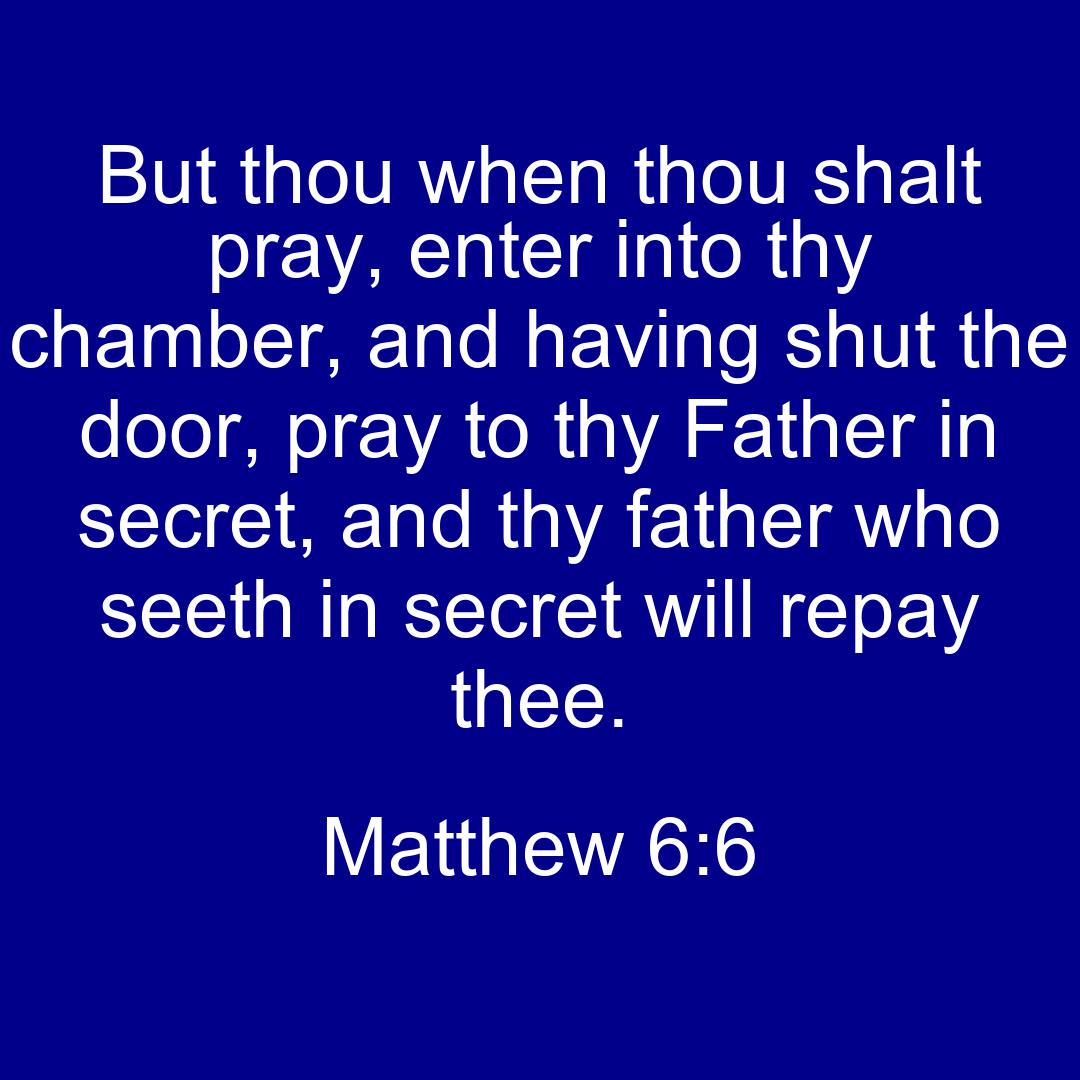 But thou when thou shalt
pray, enter into thy
chamber, and having shut the
door, pray to thy Father in
secret, and thy father who
seeth in secret will repay
thee.
Matthew 6:6